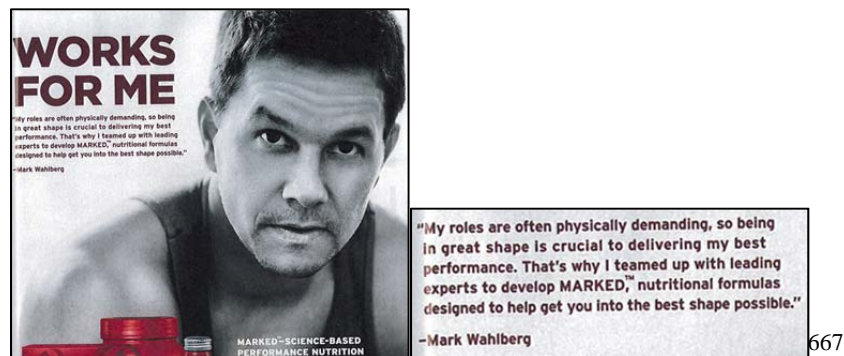 WORKS
FOR ME
"My roles are often physically demanding, so being
in great shape is crucial to delivering my best
performance. That's why I teamed up with leading
experts to develop MARKED,™ nutritional formulas
designed to help get you into the best shape possible."
–Mark Wahlberg
MARKED™–SCIENCE-BASED
PERFORMANCE NUTRITION
"My roles are often physically demanding, so being
in great shape is crucial to delivering my best
performance. That's why I teamed up with leading
experts to develop MARKED,™ nutritional formulas
designed to help get you into the best shape possible."
–Mark Wahlberg
667